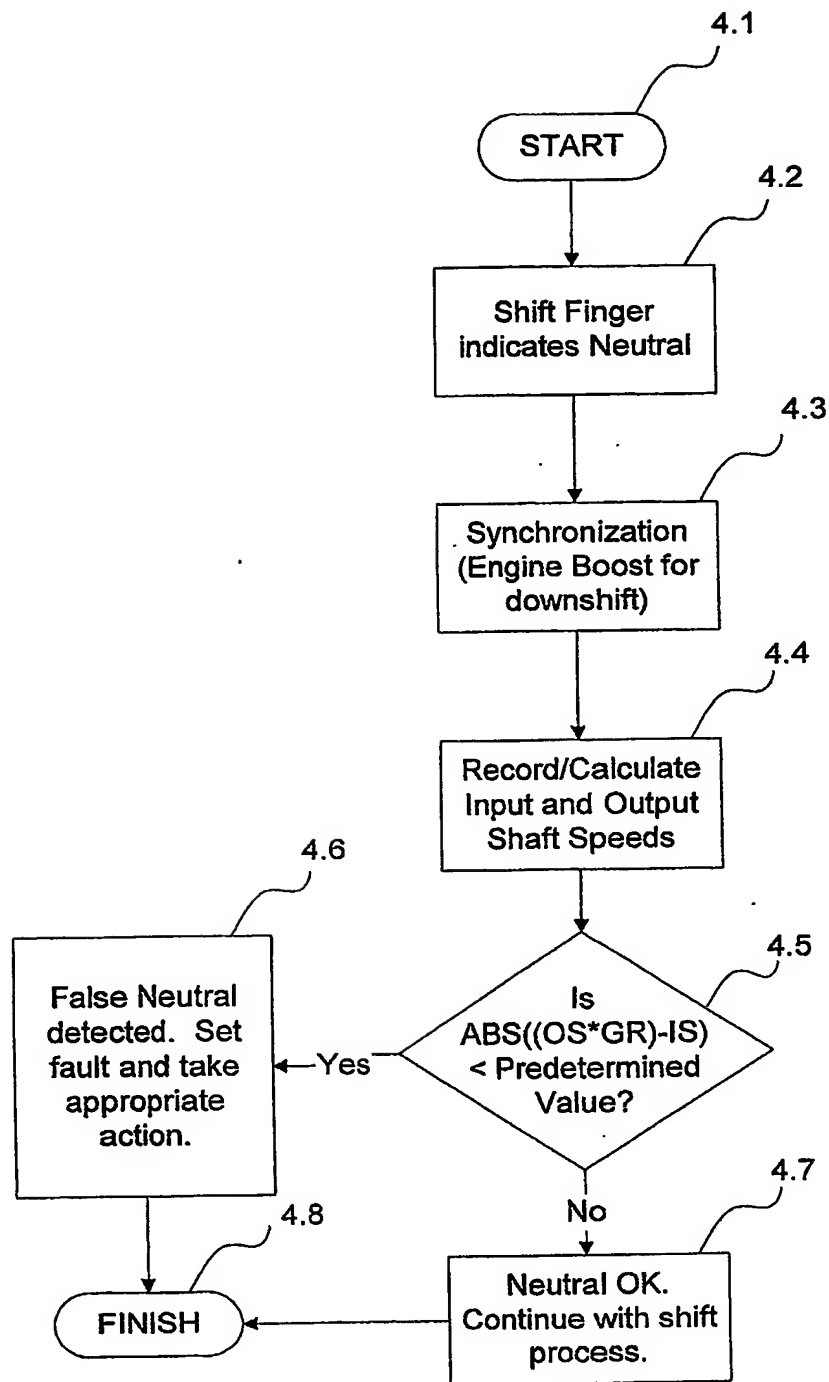 4.1
START
4.2
Shift Finger
indicates Neutral
4.3
Synchronization
(Engine Boost for
downshift)
4.4
Record/Calculate
Input and Output
Shaft Speeds
4.5
Is
ABS((OS*GR)-IS)
< Predetermined
Value?
Yes
4.6
False Neutral
detected. Set
fault and take
appropriate
action.
No
4.7
Neutral OK.
Continue with shift
process.
4.8
FINISH